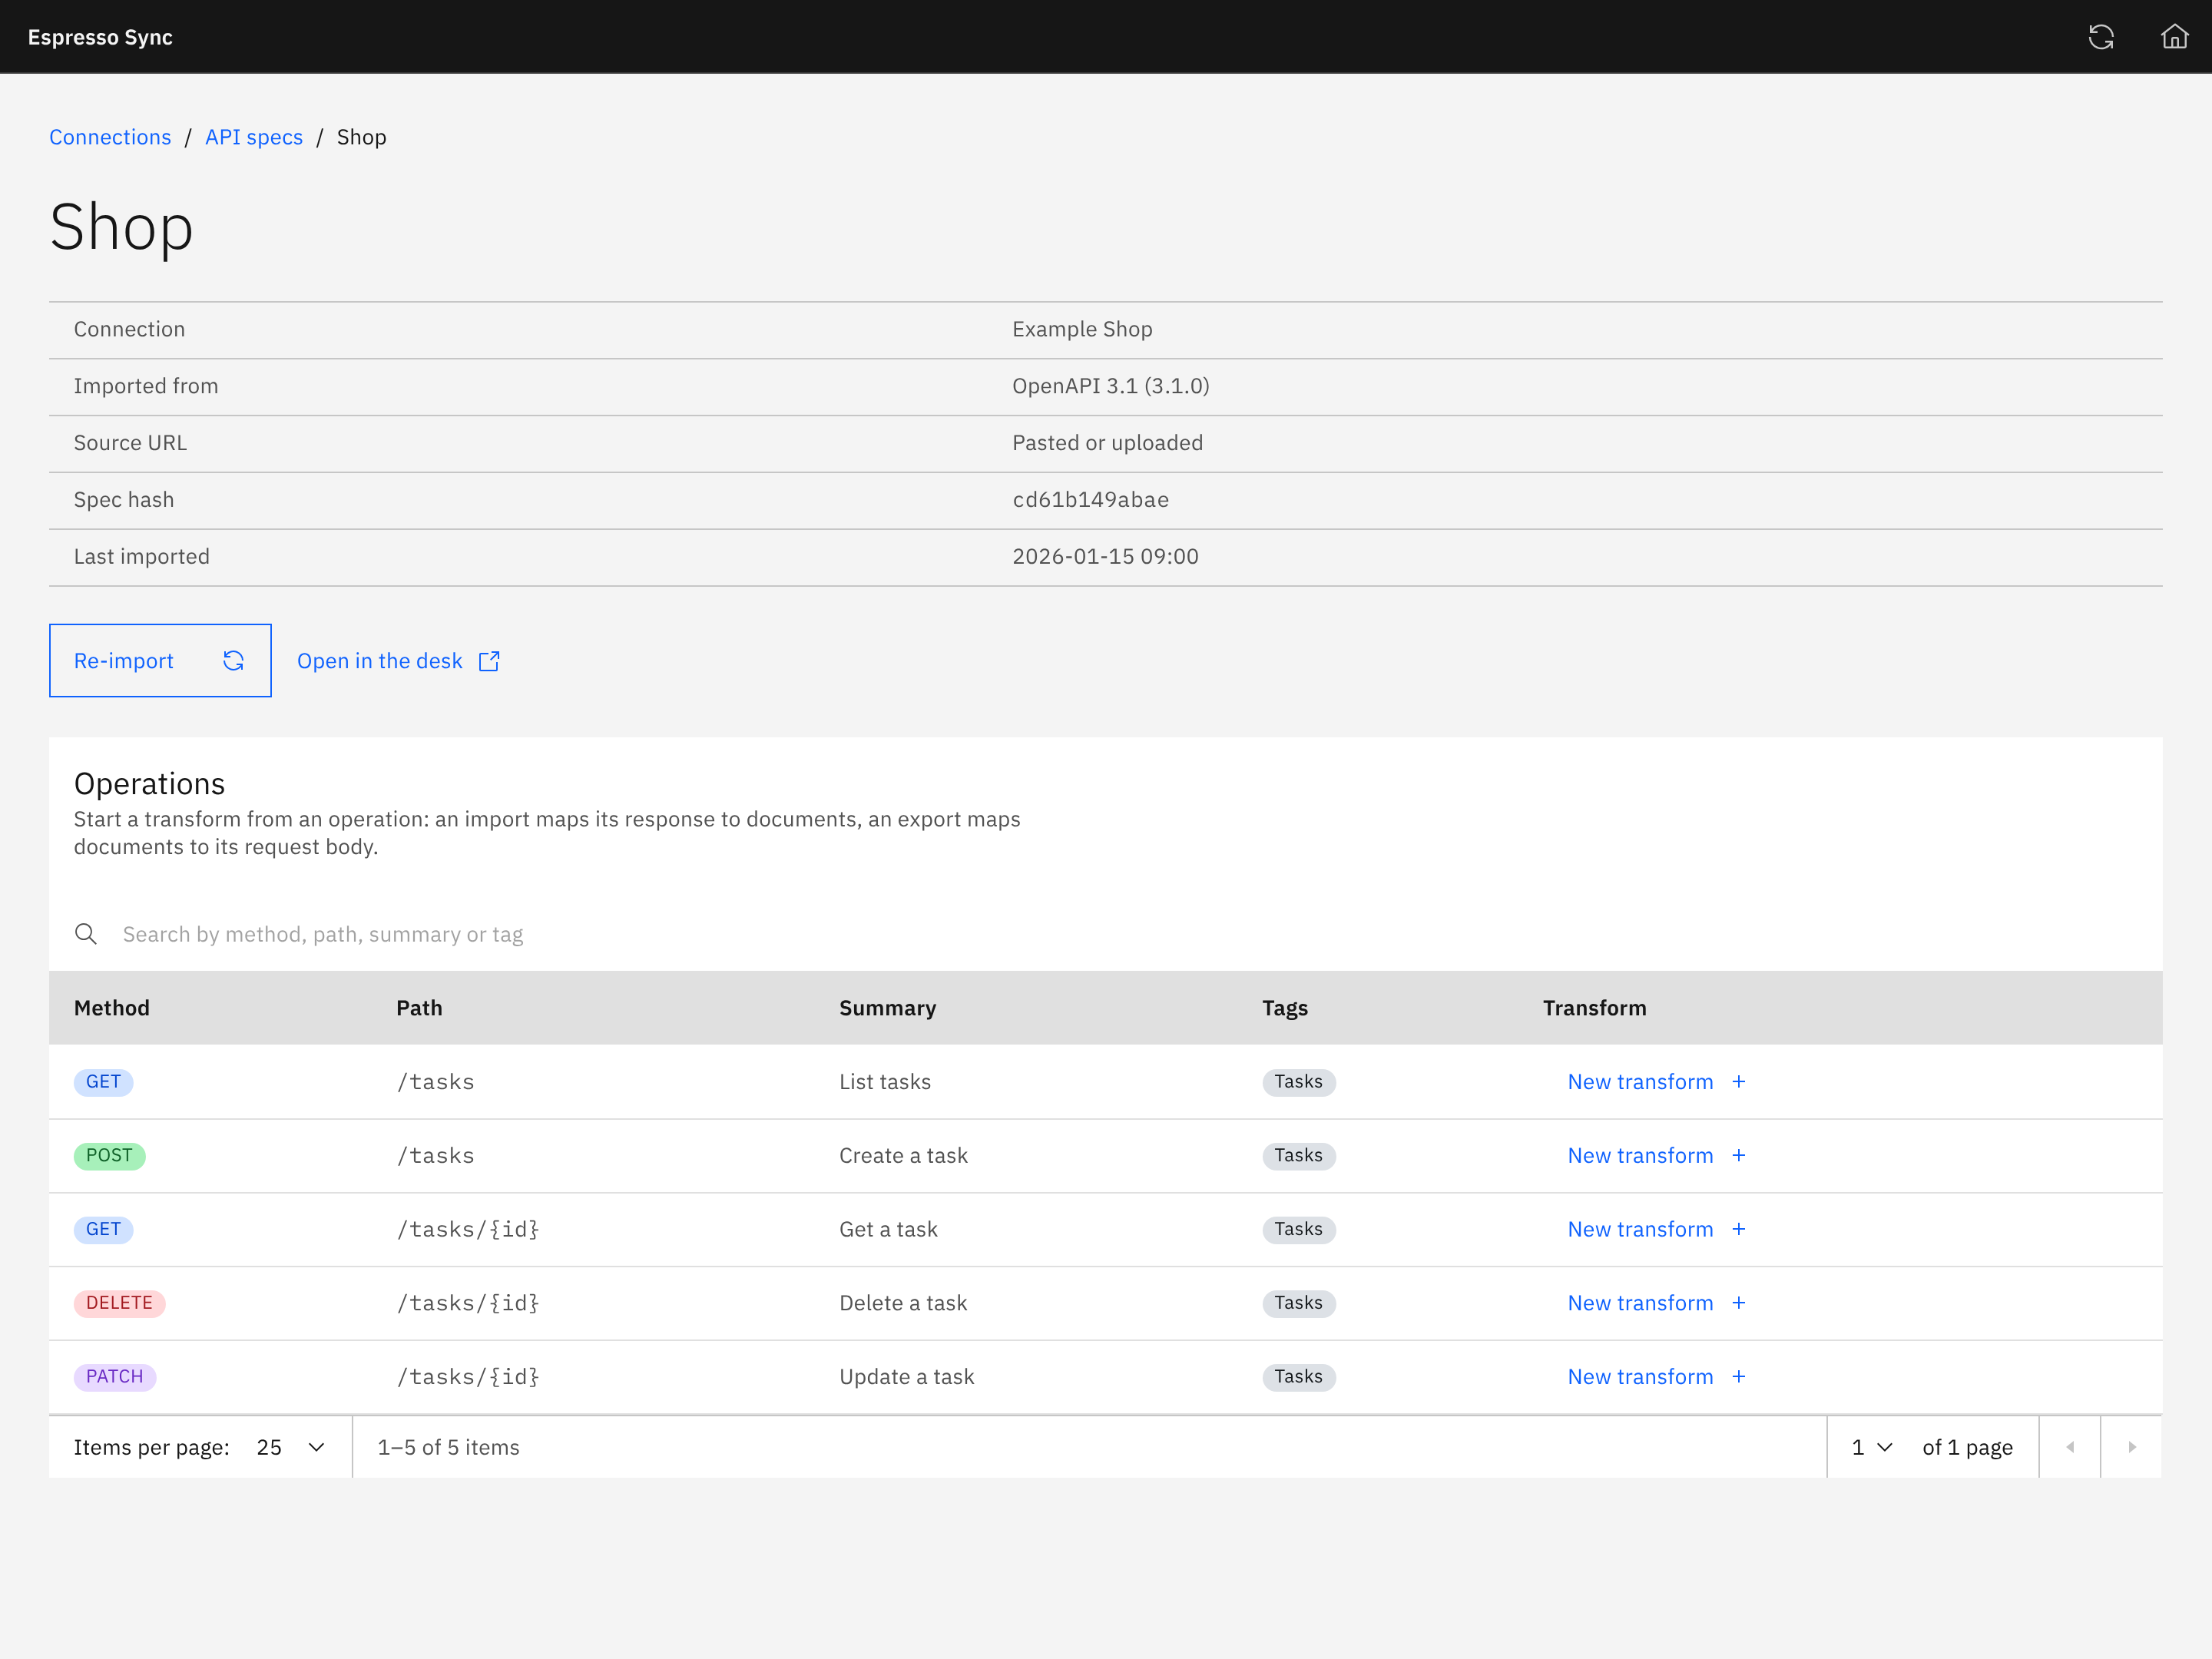 Espresso Sync
Connections / API specs / Shop
Shop
Connection Example Shop
Imported from OpenAPI 3.1 (3.1.0)
Source URL Pasted or uploaded
Spec hash cd61b149abae
Last imported 2026-01-15 09:00
Re-import Open in the desk
Operations
Start a transform from an operation: an import maps its response to documents, an export maps
documents to its request body.
Search by method, path, summary or tag
Method Path Summary Tags Transform
GET /tasks List tasks Tasks New transform +
POST /tasks Create a task Tasks New transform +
GET /tasks/{id} Get a task Tasks New transform +
DELETE /tasks/{id} Delete a task Tasks New transform +
PATCH /tasks/{id} Update a task Tasks New transform +
Items per page: 25 1–5 of 5 items 1 of 1 page